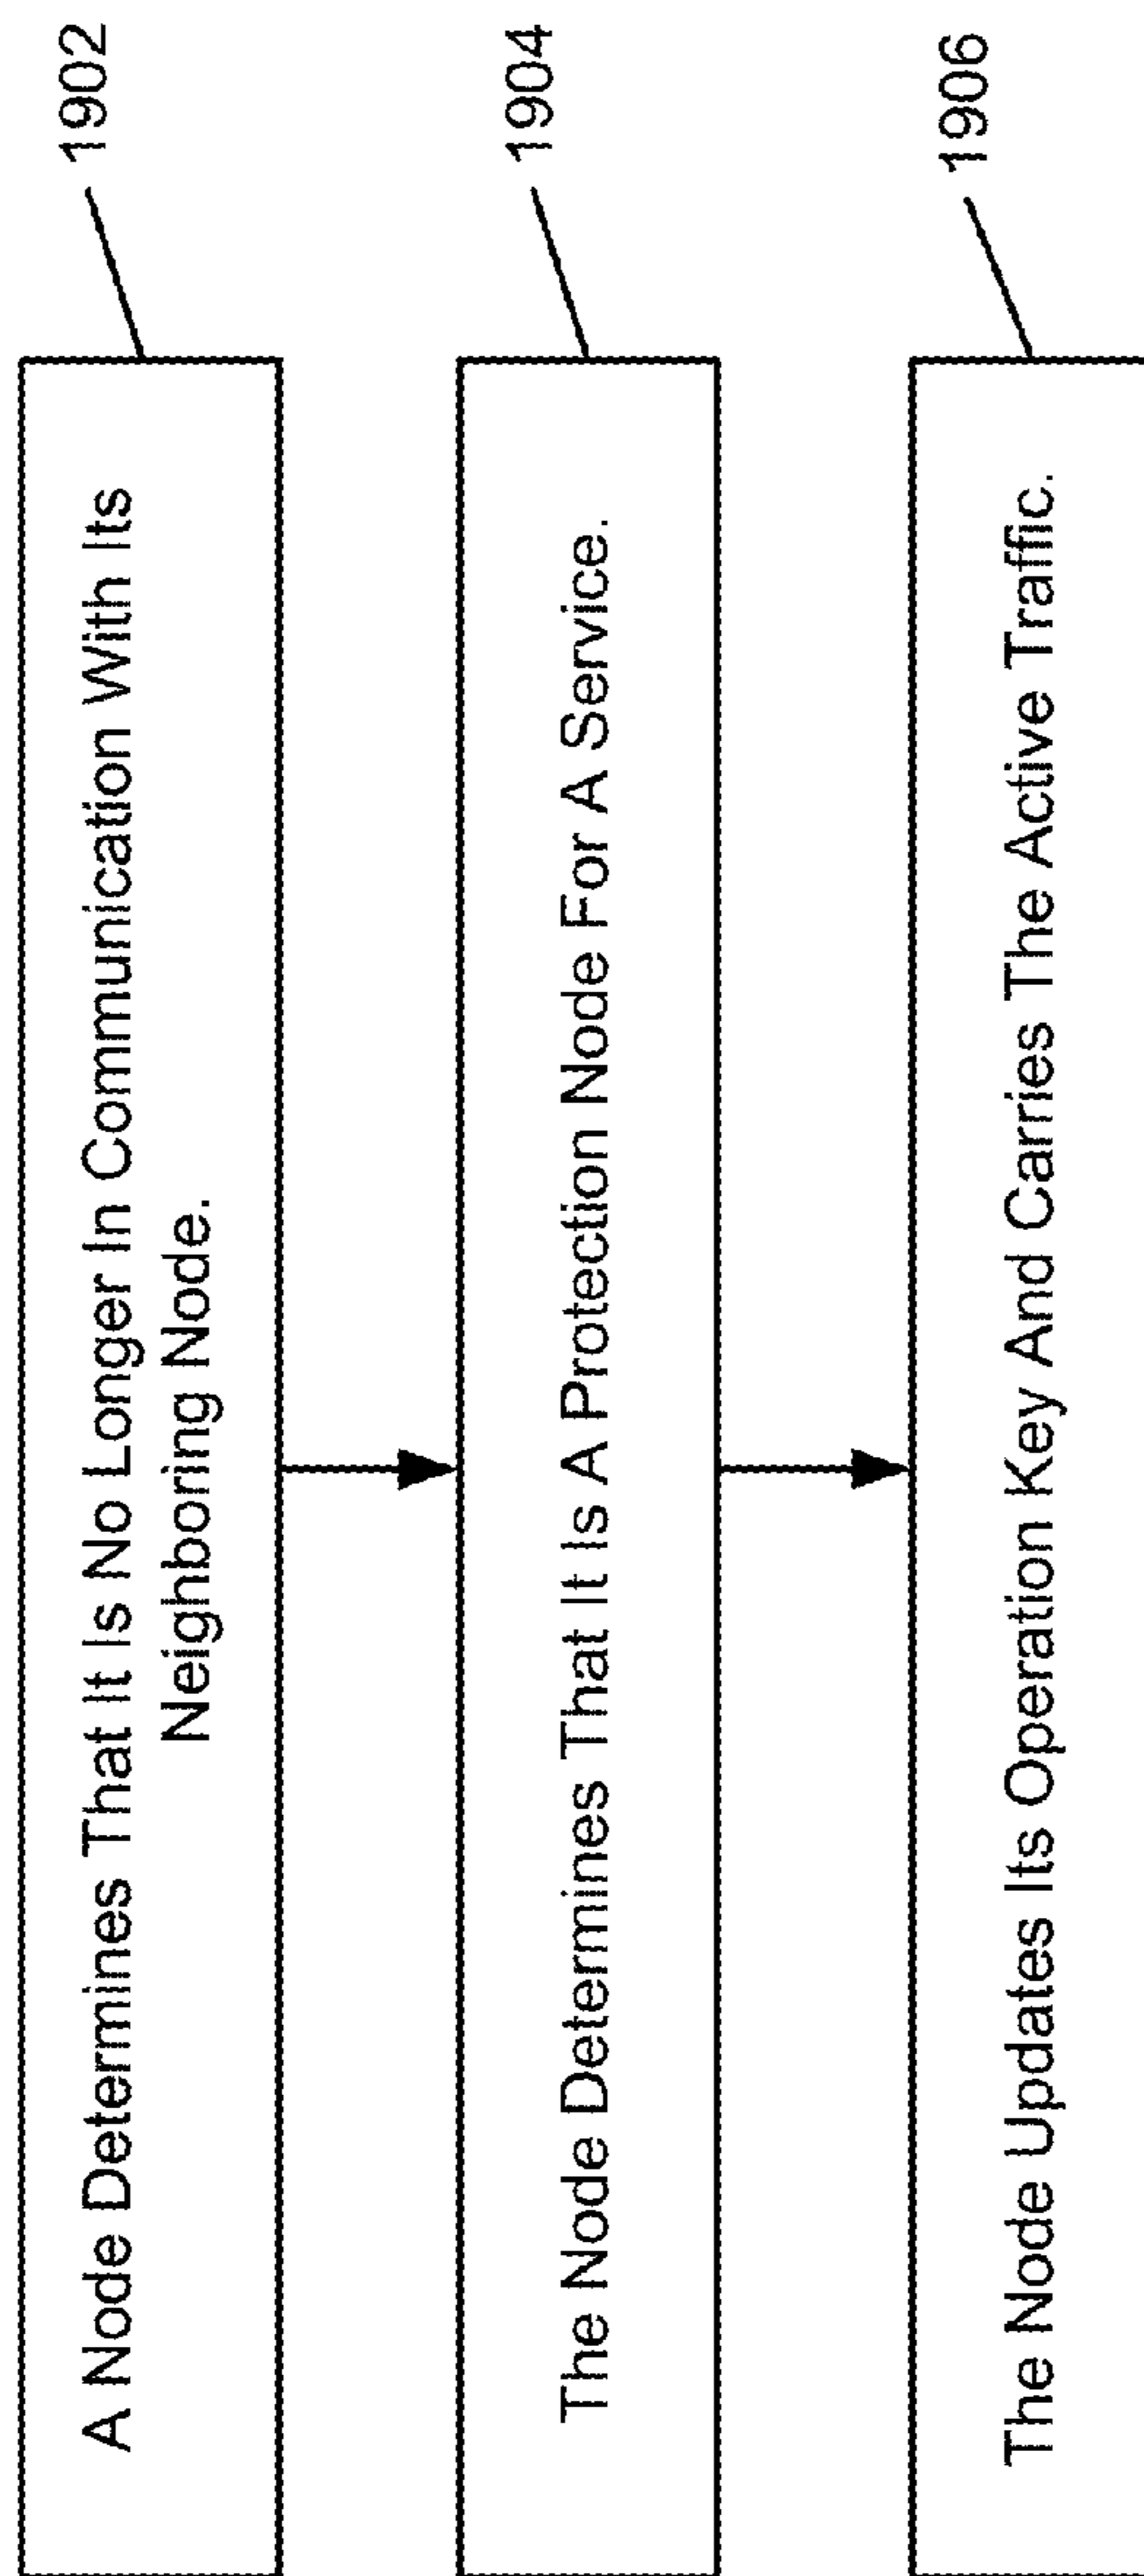 A Node Determines That It Is No Longer In Communication With Its
Neighboring Node.
1902
The Node Determines That It Is A Protection Node For A Service.
1904
The Node Updates Its Operation Key And Carries The Active Traffic.
1906